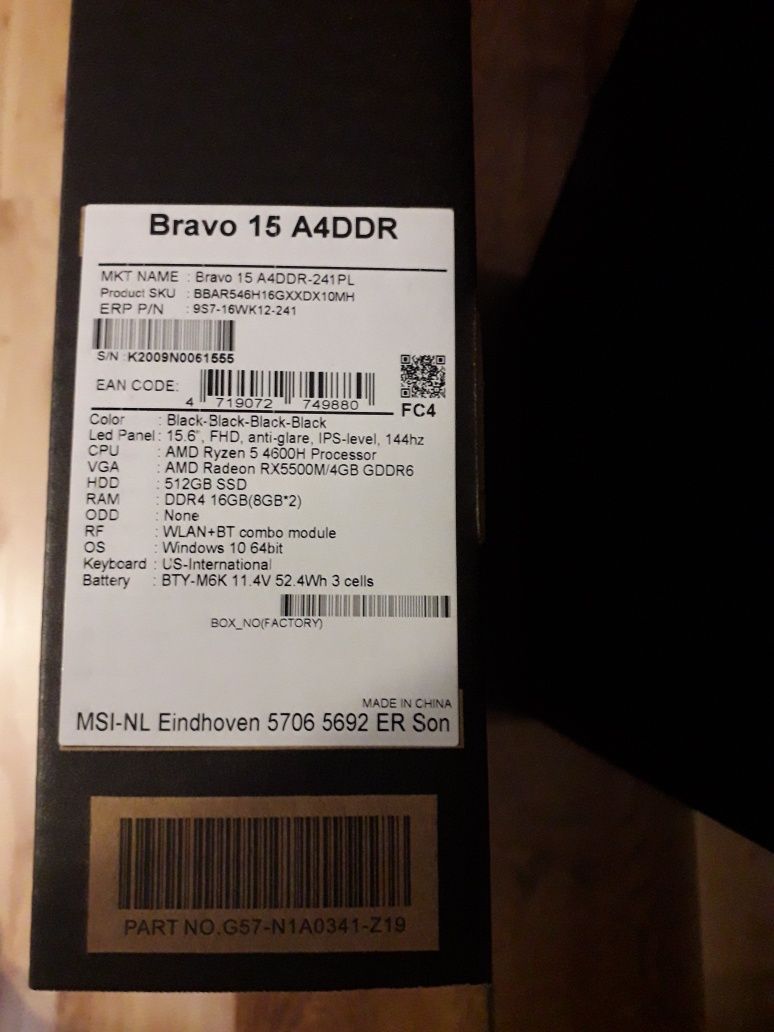 Bravo 15 A4DDR
MKT NAME : Bravo 15 A4DDR-241PL
Product SKU : BBAR546H16GXXDX10MH
ERP P/N : 9S7-16WK12-241
S/N :K2009N0061555
EAN CODE:
4 719072 749880
FC4
Color : Black-Black-Black-Black
Led Panel : 15.6", FHD, anti-glare, IPS-level, 144hz
CPU : AMD Ryzen 5 4600H Processor
VGA : AMD Radeon RX5500M/4GB GDDR6
HDD : 512GB SSD
RAM : DDR4 16GB(8GB*2)
ODD : None
RF : WLAN+BT combo module
OS : Windows 10 64bit
Keyboard : US-International
Battery : BTY-M6K 11.4V 52.4Wh 3 cells
BOX_NO(FACTORY)
MADE IN CHINA
MSI-NL Eindhoven 5706 5692 ER Son
PART NO.G57-N1A0341-Z19